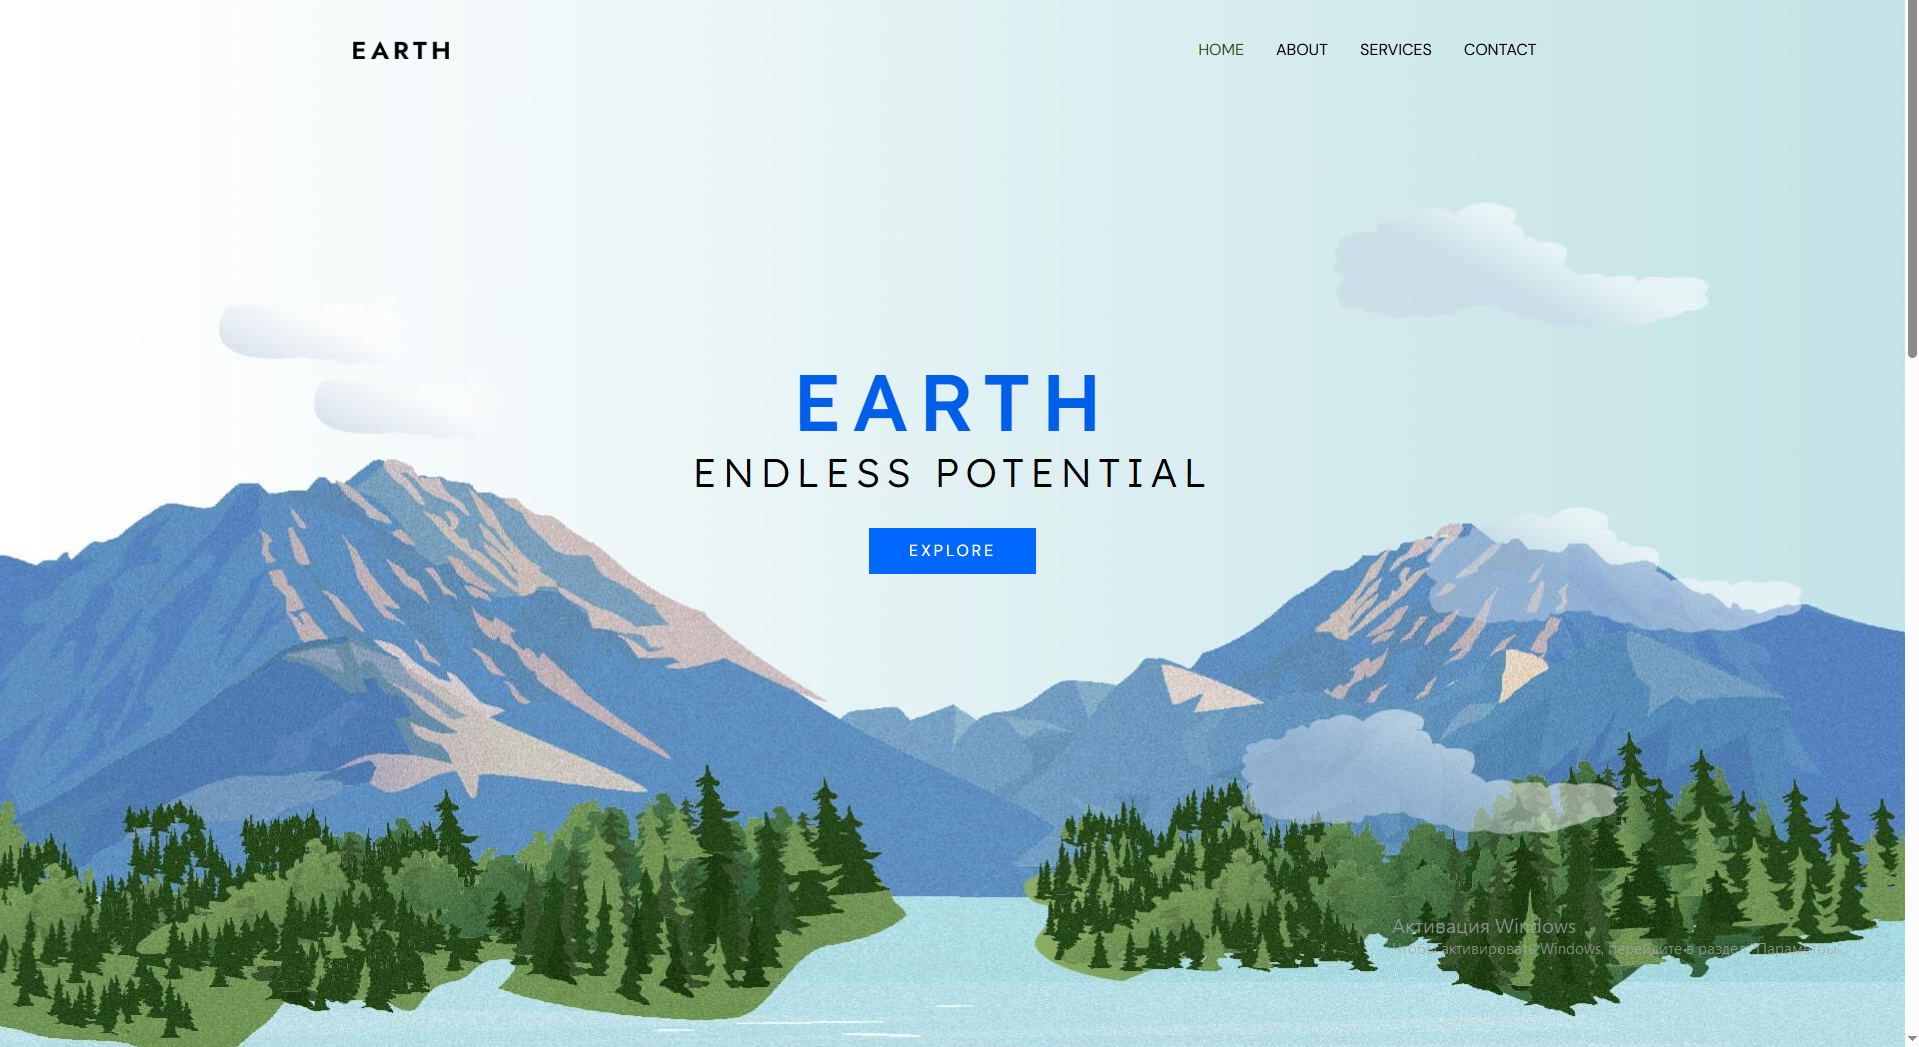 EARTH
HOME ABOUT SERVICES CONTACT
EARTH
ENDLESS POTENTIAL
EXPLORE
Активация Windows
Чтобы активировать Windows, перейдите в раздел "Параметры".